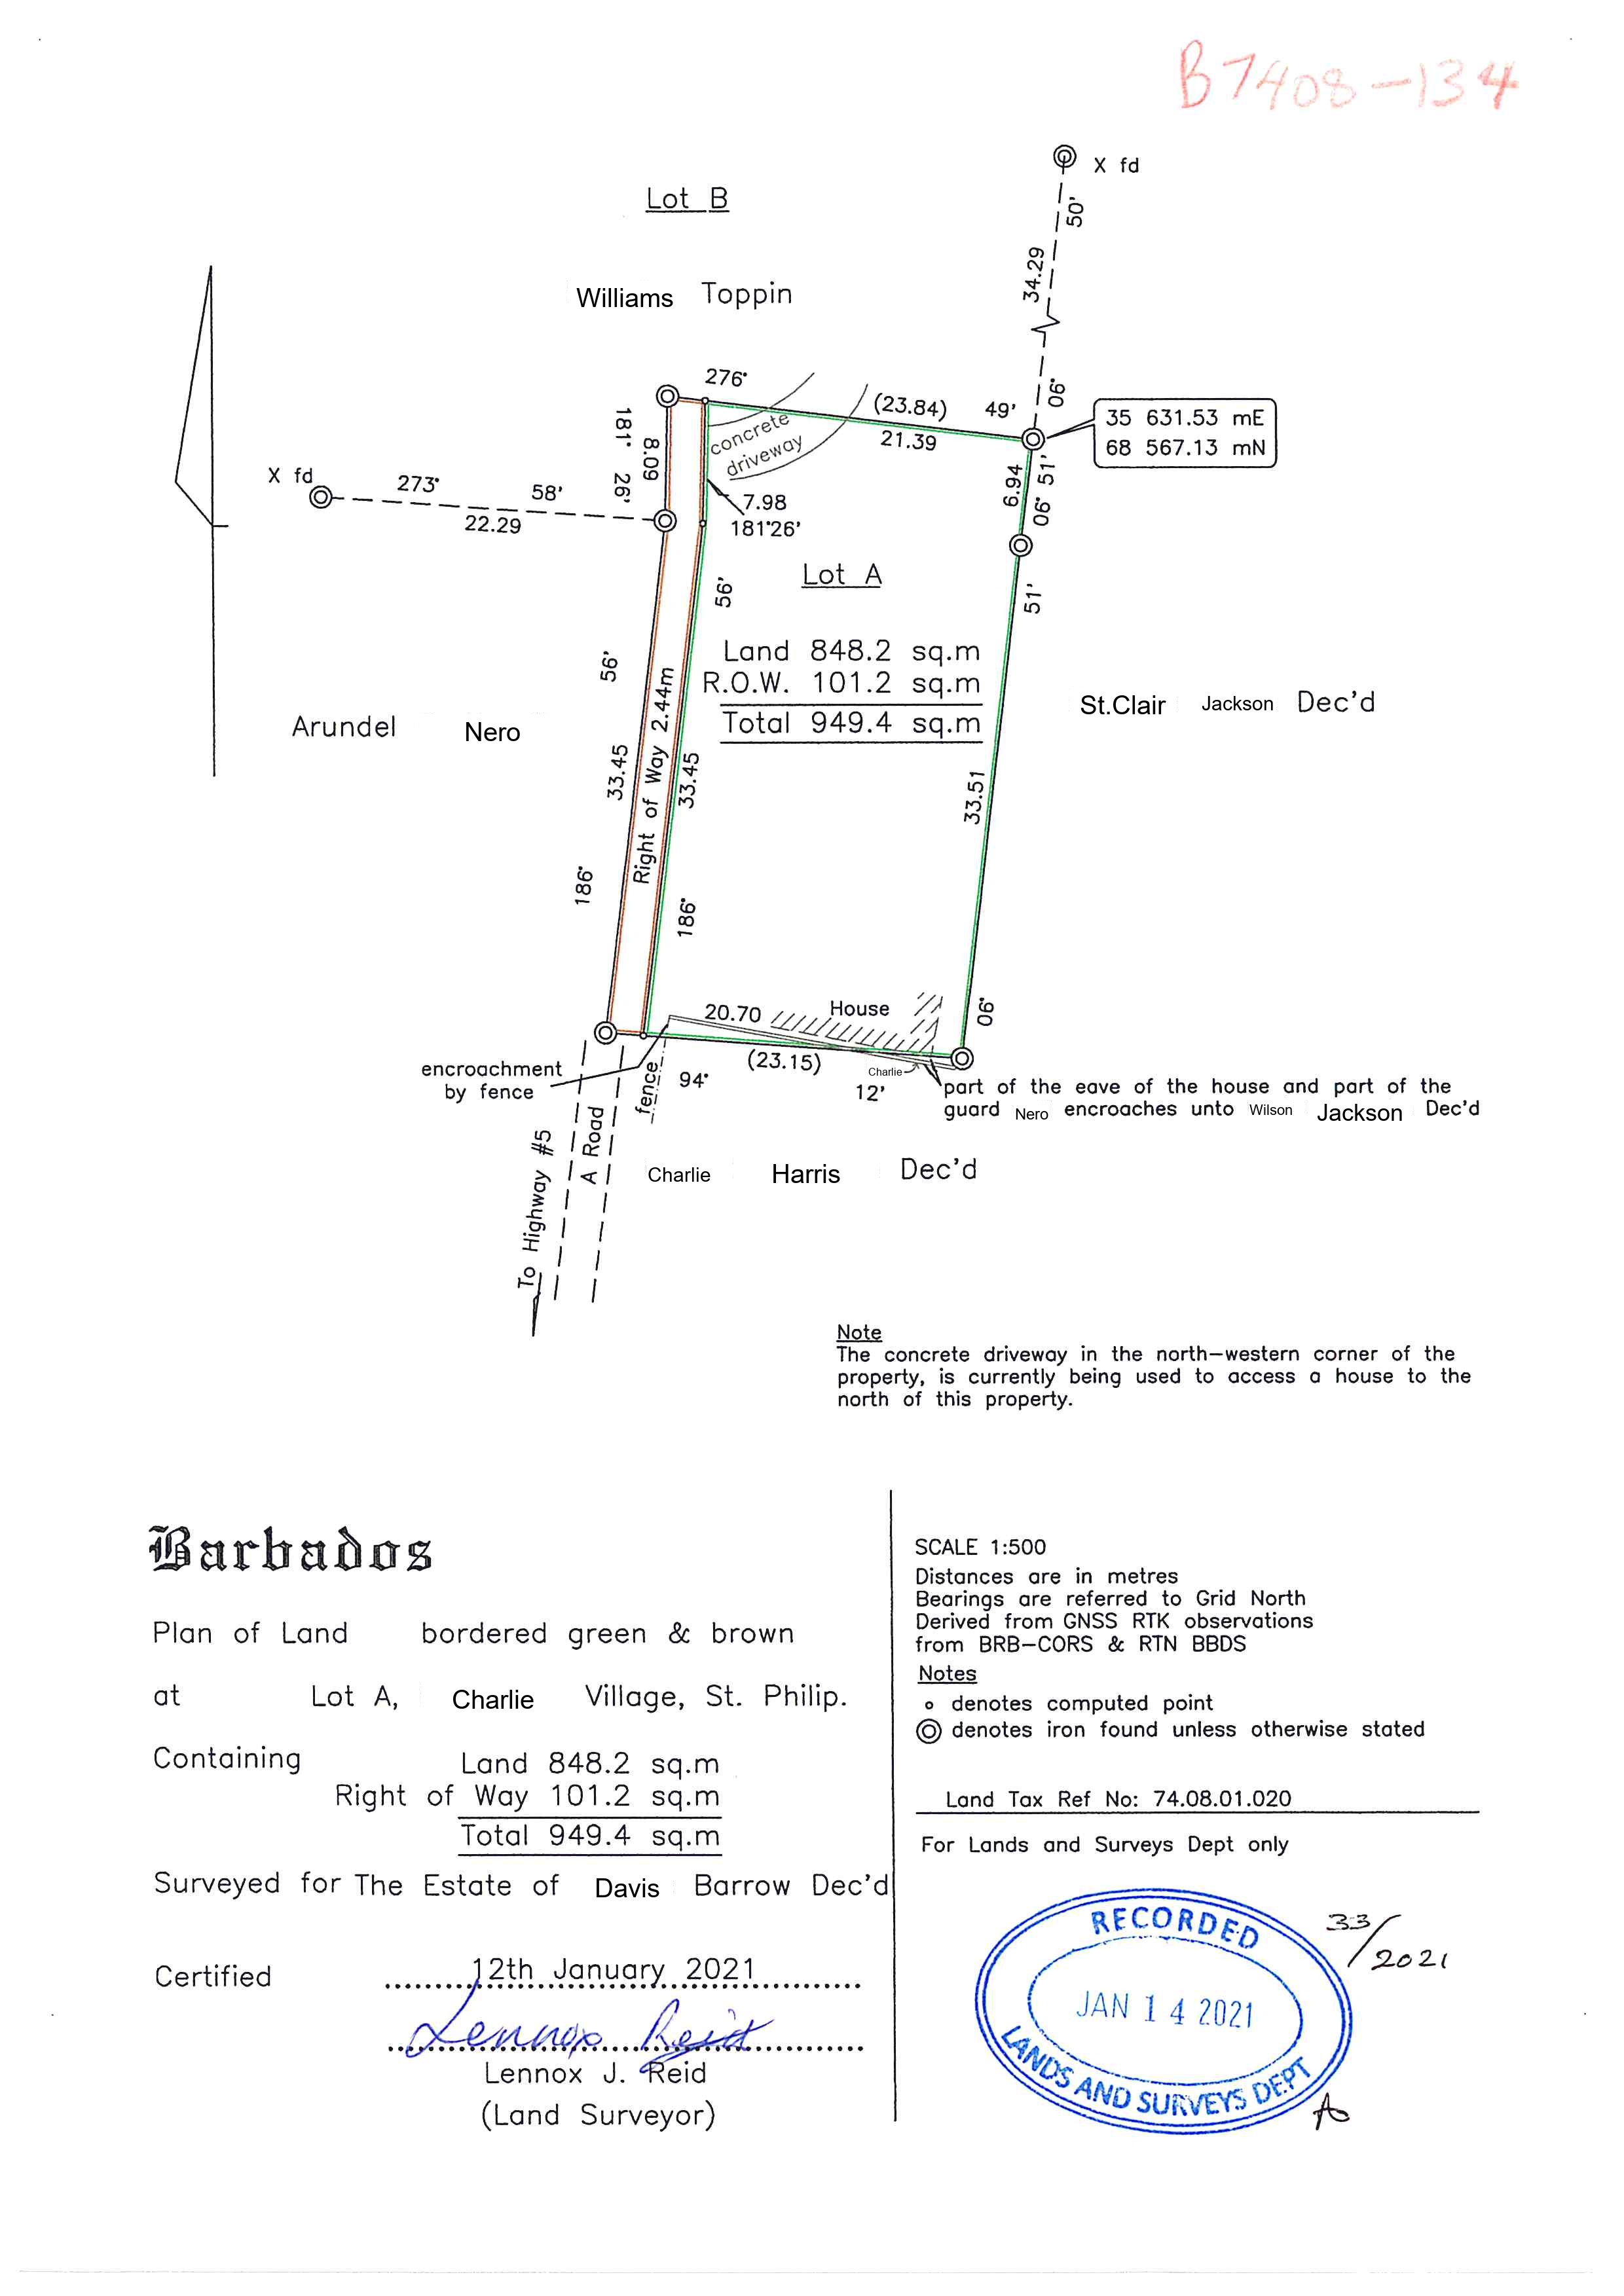 B7408-134
X fd
50'
34.29
06°
Lot B
Williams Toppin
276°
(23.84) 49'
21.39
35 631.53 mE
68 567.13 mN
concrete
driveway
181° 26'
8.09
X fd
273° 58'
22.29
7.98
181°26'
6.94
06° 51'
Lot A
56'
56'
51'
Land 848.2 sq.m
R.O.W. 101.2 sq.m
Total 949.4 sq.m
Arundel Nero
St.Clair Jackson Dec'd
Right of Way 2.44m
33.45
33.45
33.51
186°
186°
06°
20.70
House
encroachment
by fence
fence
(23.15)
94° 12'
Charlie
part of the eave of the house and part of the
guard Nero encroaches unto Wilson Jackson Dec'd
To Highway #5
A Road
Charlie Harris Dec'd
Note
The concrete driveway in the north-western corner of the
property, is currently being used to access a house to the
north of this property.
Barbados
Plan of Land bordered green & brown
at Lot A, Charlie Village, St. Philip.
Containing Land 848.2 sq.m
Right of Way 101.2 sq.m
Total 949.4 sq.m
Surveyed for The Estate of Davis Barrow Dec'd
Certified 12th January 2021
Lennox Reid
Lennox J. Reid
(Land Surveyor)
SCALE 1:500
Distances are in metres
Bearings are referred to Grid North
Derived from GNSS RTK observations
from BRB-CORS & RTN BBDS
Notes
o denotes computed point
◎ denotes iron found unless otherwise stated
Land Tax Ref No: 74.08.01.020
For Lands and Surveys Dept only
RECORDED
JAN 14 2021
LANDS AND SURVEYS DEPT
33/2021